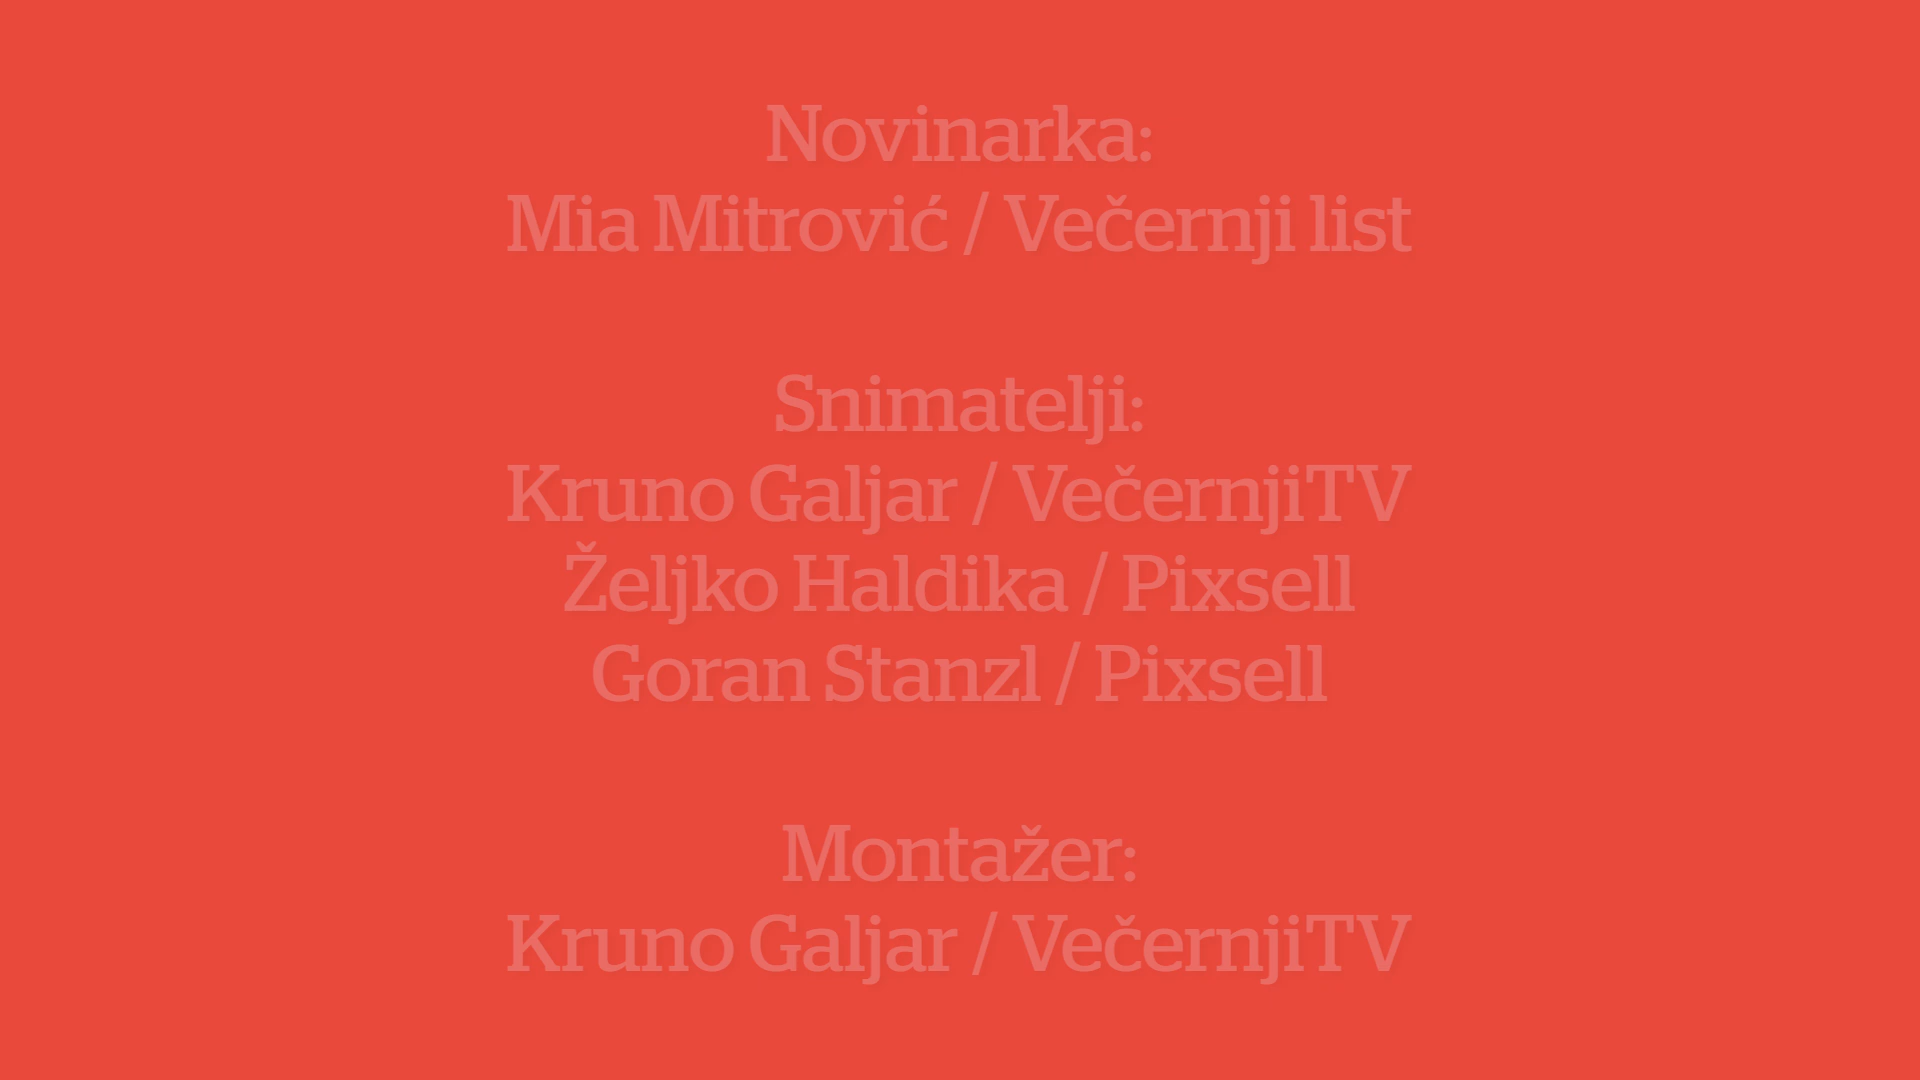 Novinarka:
Mia Mitrović / Večernji list
Snimatelji:
Kruno Galjar / VečernjiTV
Željko Haldika / Pixsell
Goran Stanzl / Pixsell
Montažer:
Kruno Galjar / VečernjiTV